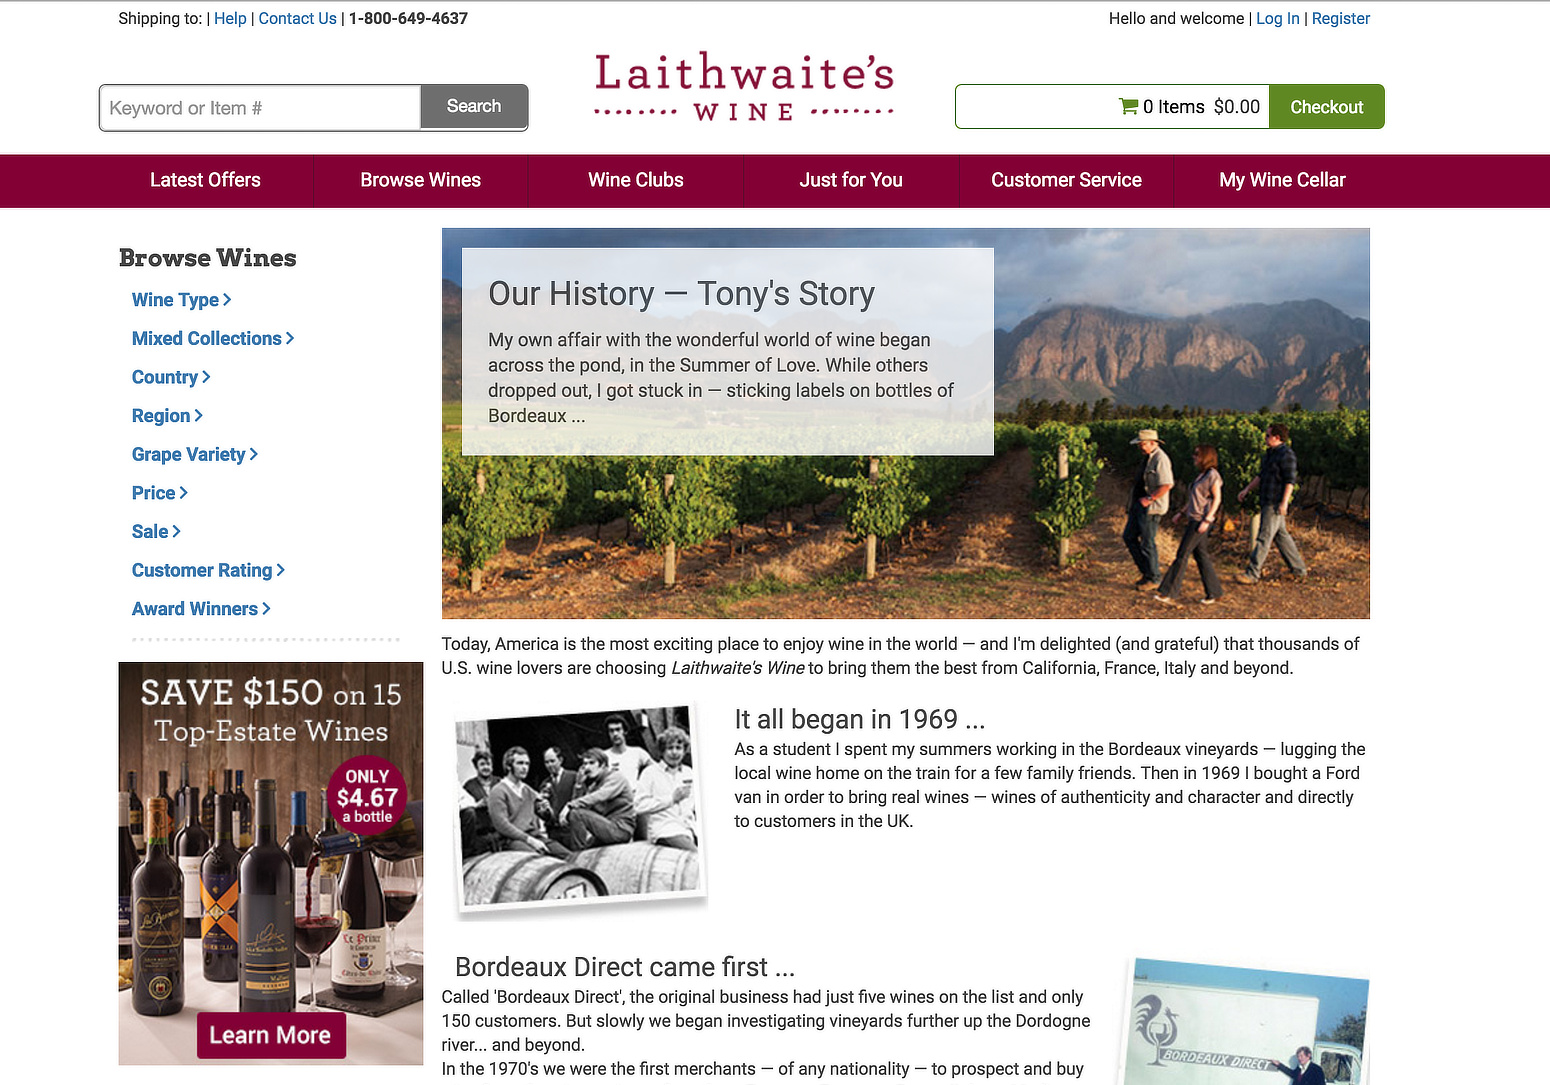 Shipping to: | Help | Contact Us | 1-800-649-4637
Hello and welcome | Log In | Register
Keyword or Item #
Search
Laithwaite's
WINE
0 Items $0.00
Checkout
Latest Offers
Browse Wines
Wine Clubs
Just for You
Customer Service
My Wine Cellar
Browse Wines
Wine Type
Mixed Collections
Country
Region
Grape Variety
Price
Sale
Customer Rating
Award Winners
SAVE $150 on 15
Top-Estate Wines
ONLY
$4.67
a bottle
Le Prince
Learn More
Our History — Tony's Story
My own affair with the wonderful world of wine began
across the pond, in the Summer of Love. While others
dropped out, I got stuck in — sticking labels on bottles of
Bordeaux ...
Today, America is the most exciting place to enjoy wine in the world — and I'm delighted (and grateful) that thousands of
U.S. wine lovers are choosing Laithwaite's Wine to bring them the best from California, France, Italy and beyond.
It all began in 1969 ...
As a student I spent my summers working in the Bordeaux vineyards — lugging the
local wine home on the train for a few family friends. Then in 1969 I bought a Ford
van in order to bring real wines — wines of authenticity and character and directly
to customers in the UK.
Bordeaux Direct came first ...
Called 'Bordeaux Direct', the original business had just five wines on the list and only
150 customers. But slowly we began investigating vineyards further up the Dordogne
river... and beyond.
In the 1970's we were the first merchants — of any nationality — to prospect and buy
BORDEAUX DIRECT